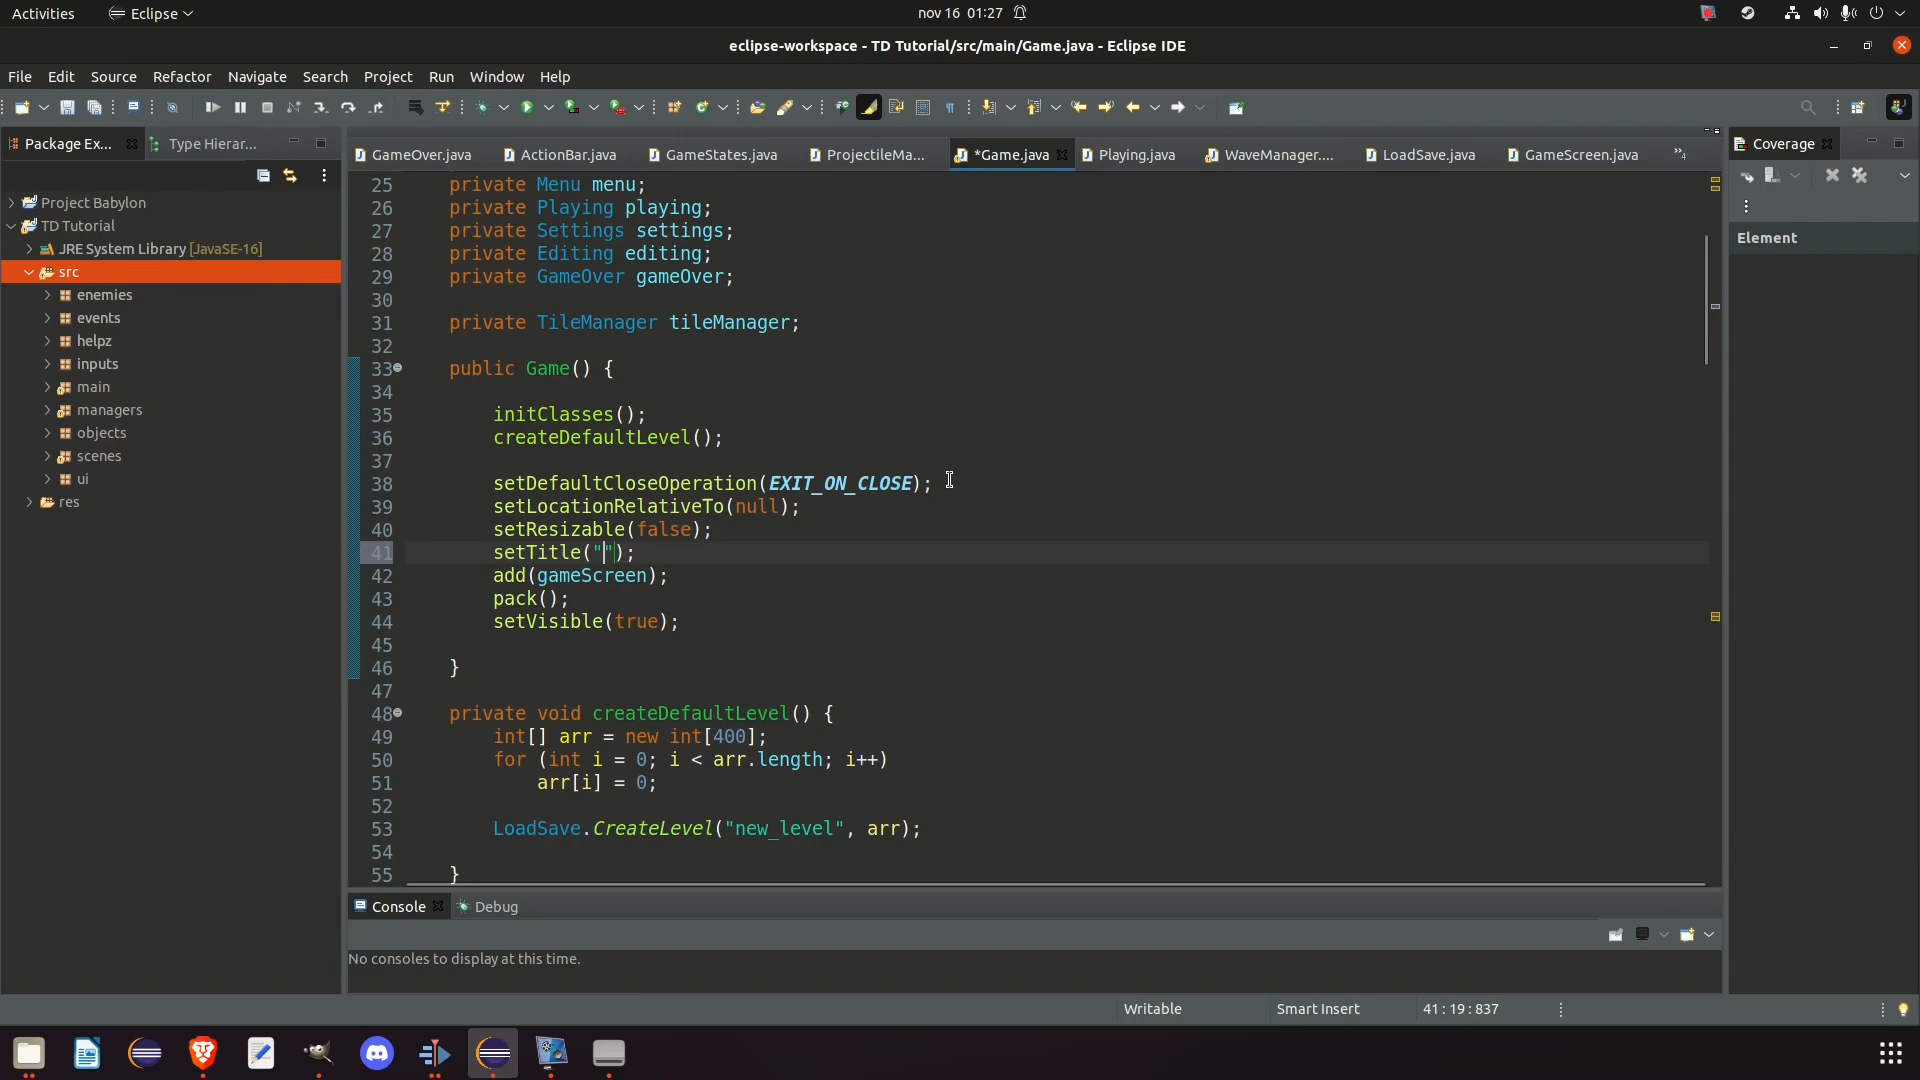 Activities Eclipse nov 16 01:27
eclipse-workspace - TD Tutorial/src/main/Game.java - Eclipse IDE
File Edit Source Refactor Navigate Search Project Run Window Help
Package Ex... Type Hierar...
GameOver.java ActionBar.java GameStates.java ProjectileMa... *Game.java Playing.java WaveManager.... LoadSave.java GameScreen.java »4
Coverage
Element
Project Babylon
TD Tutorial
JRE System Library [JavaSE-16]
src
enemies
events
helpz
inputs
main
managers
objects
scenes
ui
res
25 private Menu menu;
26 private Playing playing;
27 private Settings settings;
28 private Editing editing;
29 private GameOver gameOver;
30
31 private TileManager tileManager;
32
33 public Game() {
34
35 initClasses();
36 createDefaultLevel();
37
38 setDefaultCloseOperation(EXIT_ON_CLOSE);
39 setLocationRelativeTo(null);
40 setResizable(false);
41 setTitle("");
42 add(gameScreen);
43 pack();
44 setVisible(true);
45
46 }
47
48 private void createDefaultLevel() {
49 int[] arr = new int[400];
50 for (int i = 0; i < arr.length; i++)
51 arr[i] = 0;
52
53 LoadSave.CreateLevel("new_level", arr);
54
55 }
Console Debug
No consoles to display at this time.
Writable Smart Insert 41 : 19 : 837